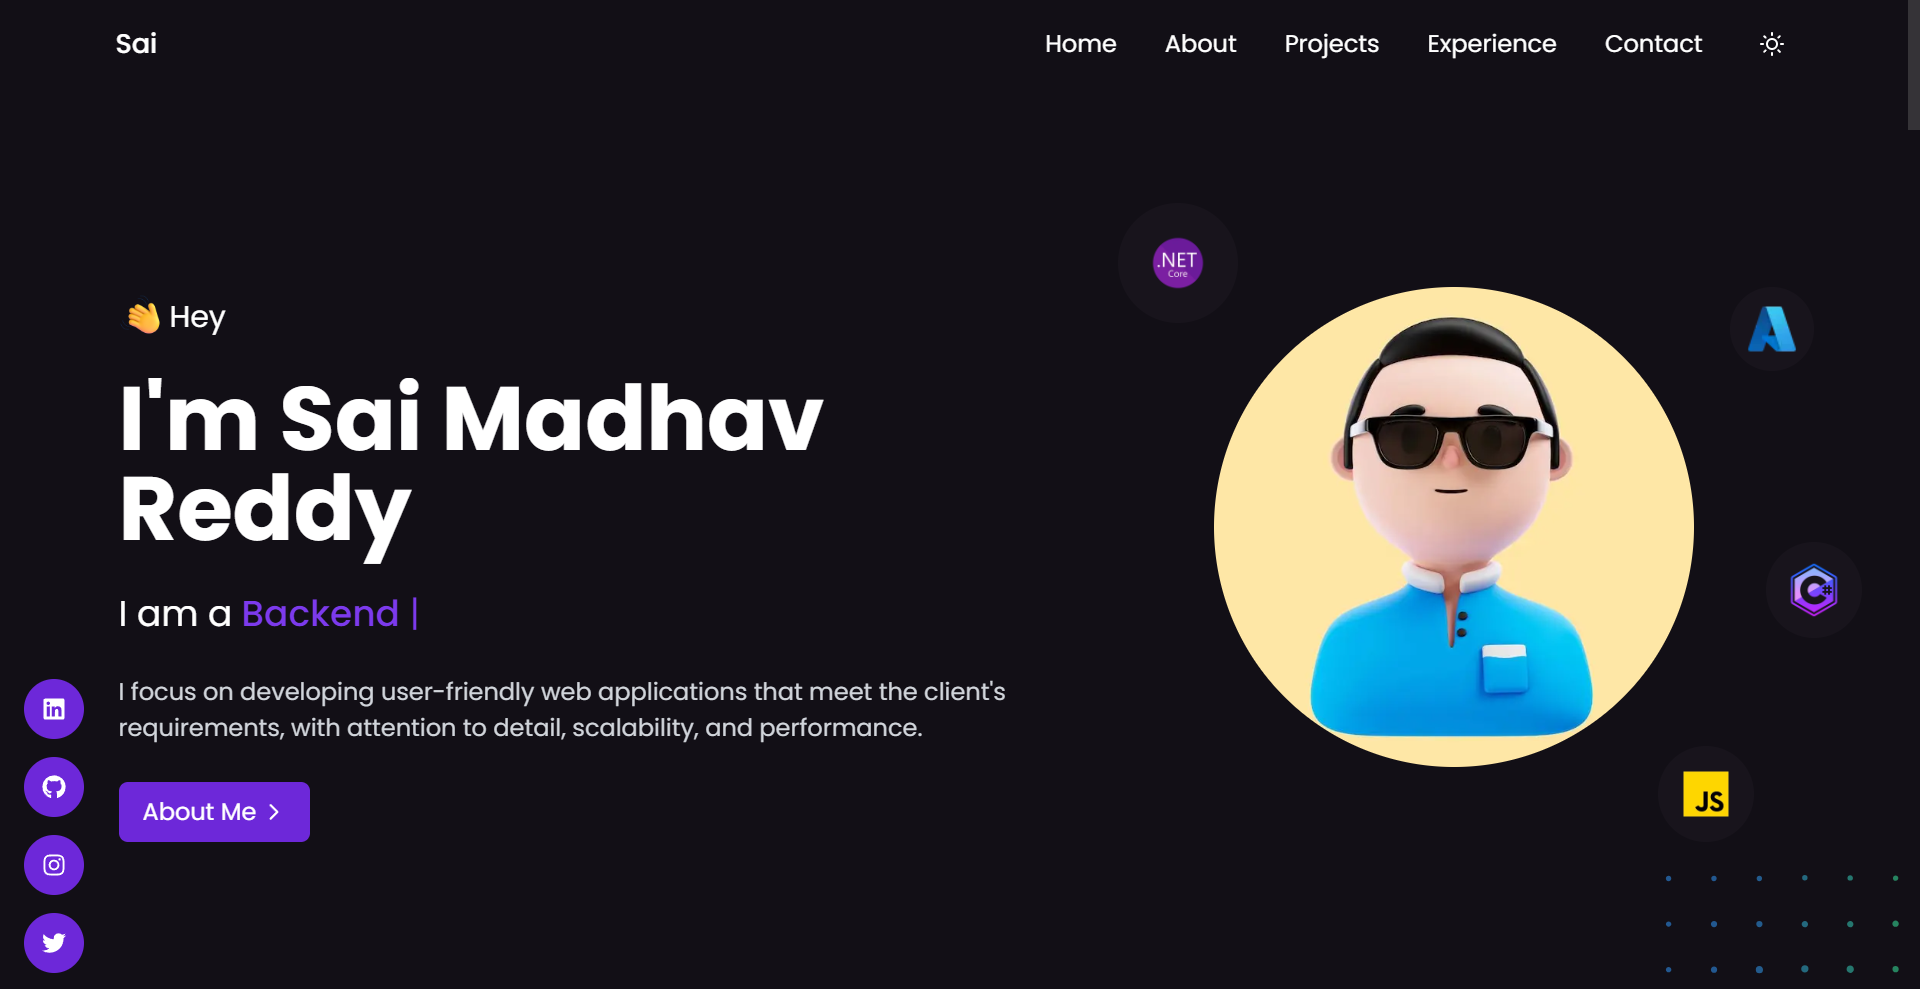 Sai
Home About Projects Experience Contact
👋 Hey
I'm Sai Madhav
Reddy
I am a Backend |
I focus on developing user-friendly web applications that meet the client's
requirements, with attention to detail, scalability, and performance.
About Me
.NET
Core
A
C#
JS
in